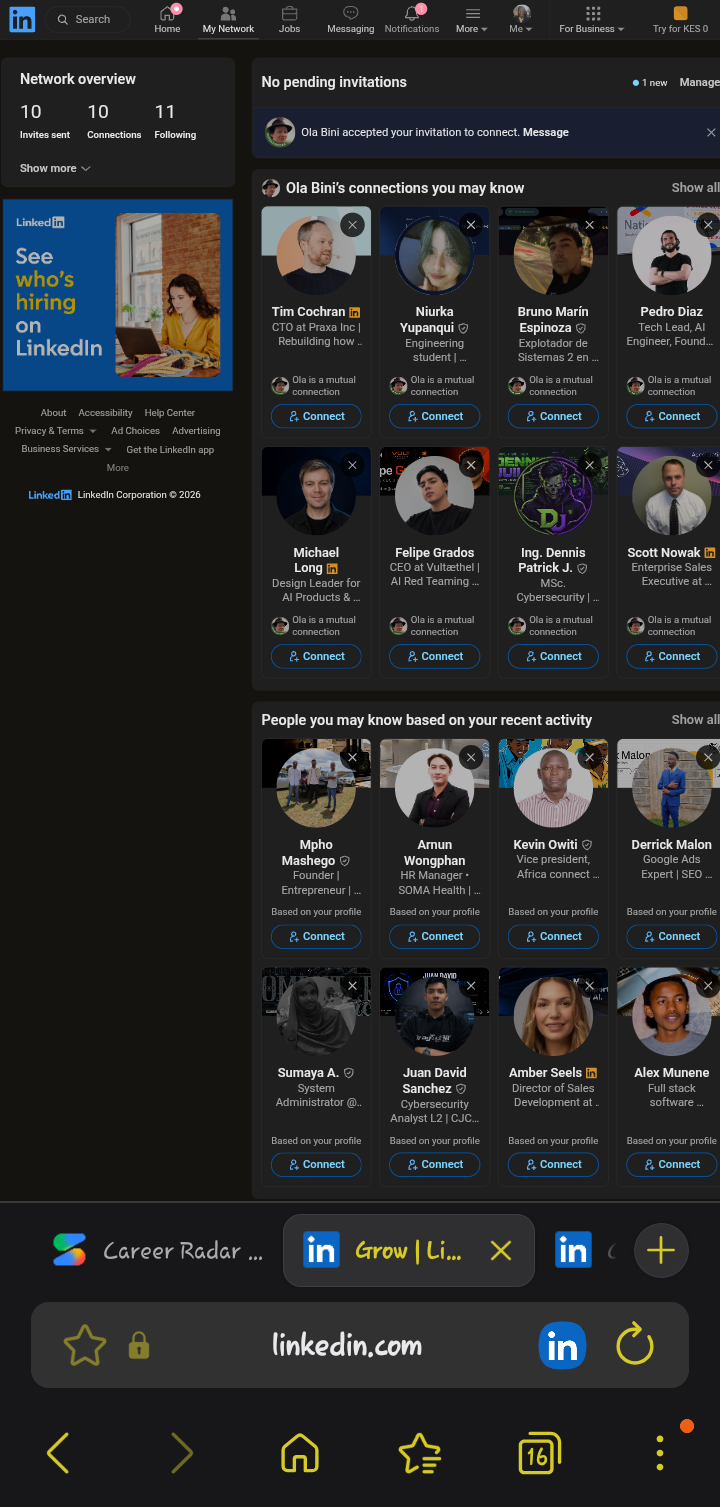 in
Search
Home
My Network
Jobs
Messaging
Notifications
More
Me
For Business
Try for KES 0
Network overview
10
10
11
Invites sent
Connections
Following
Show more
No pending invitations
1 new
Manage
Ola Bini accepted your invitation to connect. Message
LinkedIn
See
who's
hiring
on
LinkedIn
About
Accessibility
Help Center
Privacy & Terms
Ad Choices
Advertising
Business Services
Get the LinkedIn app
More
LinkedIn LinkedIn Corporation © 2026
Ola Bini's connections you may know
Show all
Tim Cochran
CTO at Praxa Inc |
Rebuilding how ..
Ola is a mutual
connection
Connect
Niurka
Yupanqui
Engineering
student | ...
Ola is a mutual
connection
Connect
Bruno Marín
Espinoza
Explotador de
Sistemas 2 en ...
Ola is a mutual
connection
Connect
Pedro Diaz
Tech Lead, AI
Engineer, Found...
Ola is a mutual
connection
Connect
Michael
Long
Design Leader for
AI Products & ...
Ola is a mutual
connection
Connect
Felipe Grados
CEO at Vultæthel |
AI Red Teaming ...
Ola is a mutual
connection
Connect
DJ
Ing. Dennis
Patrick J.
MSc.
Cybersecurity | ...
Ola is a mutual
connection
Connect
Scott Nowak
Enterprise Sales
Executive at ...
Ola is a mutual
connection
Connect
People you may know based on your recent activity
Show all
Mpho
Mashego
Founder |
Entrepreneur | ...
Based on your profile
Connect
Arnun
Wongphan
HR Manager •
SOMA Health | ...
Based on your profile
Connect
Kevin Owiti
Vice president,
Africa connect ...
Based on your profile
Connect
Malon
Derrick Malon
Google Ads
Expert | SEO ...
Based on your profile
Connect
Sumaya A.
System
Administrator @..
Based on your profile
Connect
JUAN DAVID
Juan David
Sanchez
Cybersecurity
Analyst L2 | CJC...
Based on your profile
Connect
Amber Seels
Director of Sales
Development at ..
Based on your profile
Connect
Alex Munene
Full stack
software ...
Based on your profile
Connect
Career Radar ...
in
Grow | Li...
in
linkedin.com
in
16